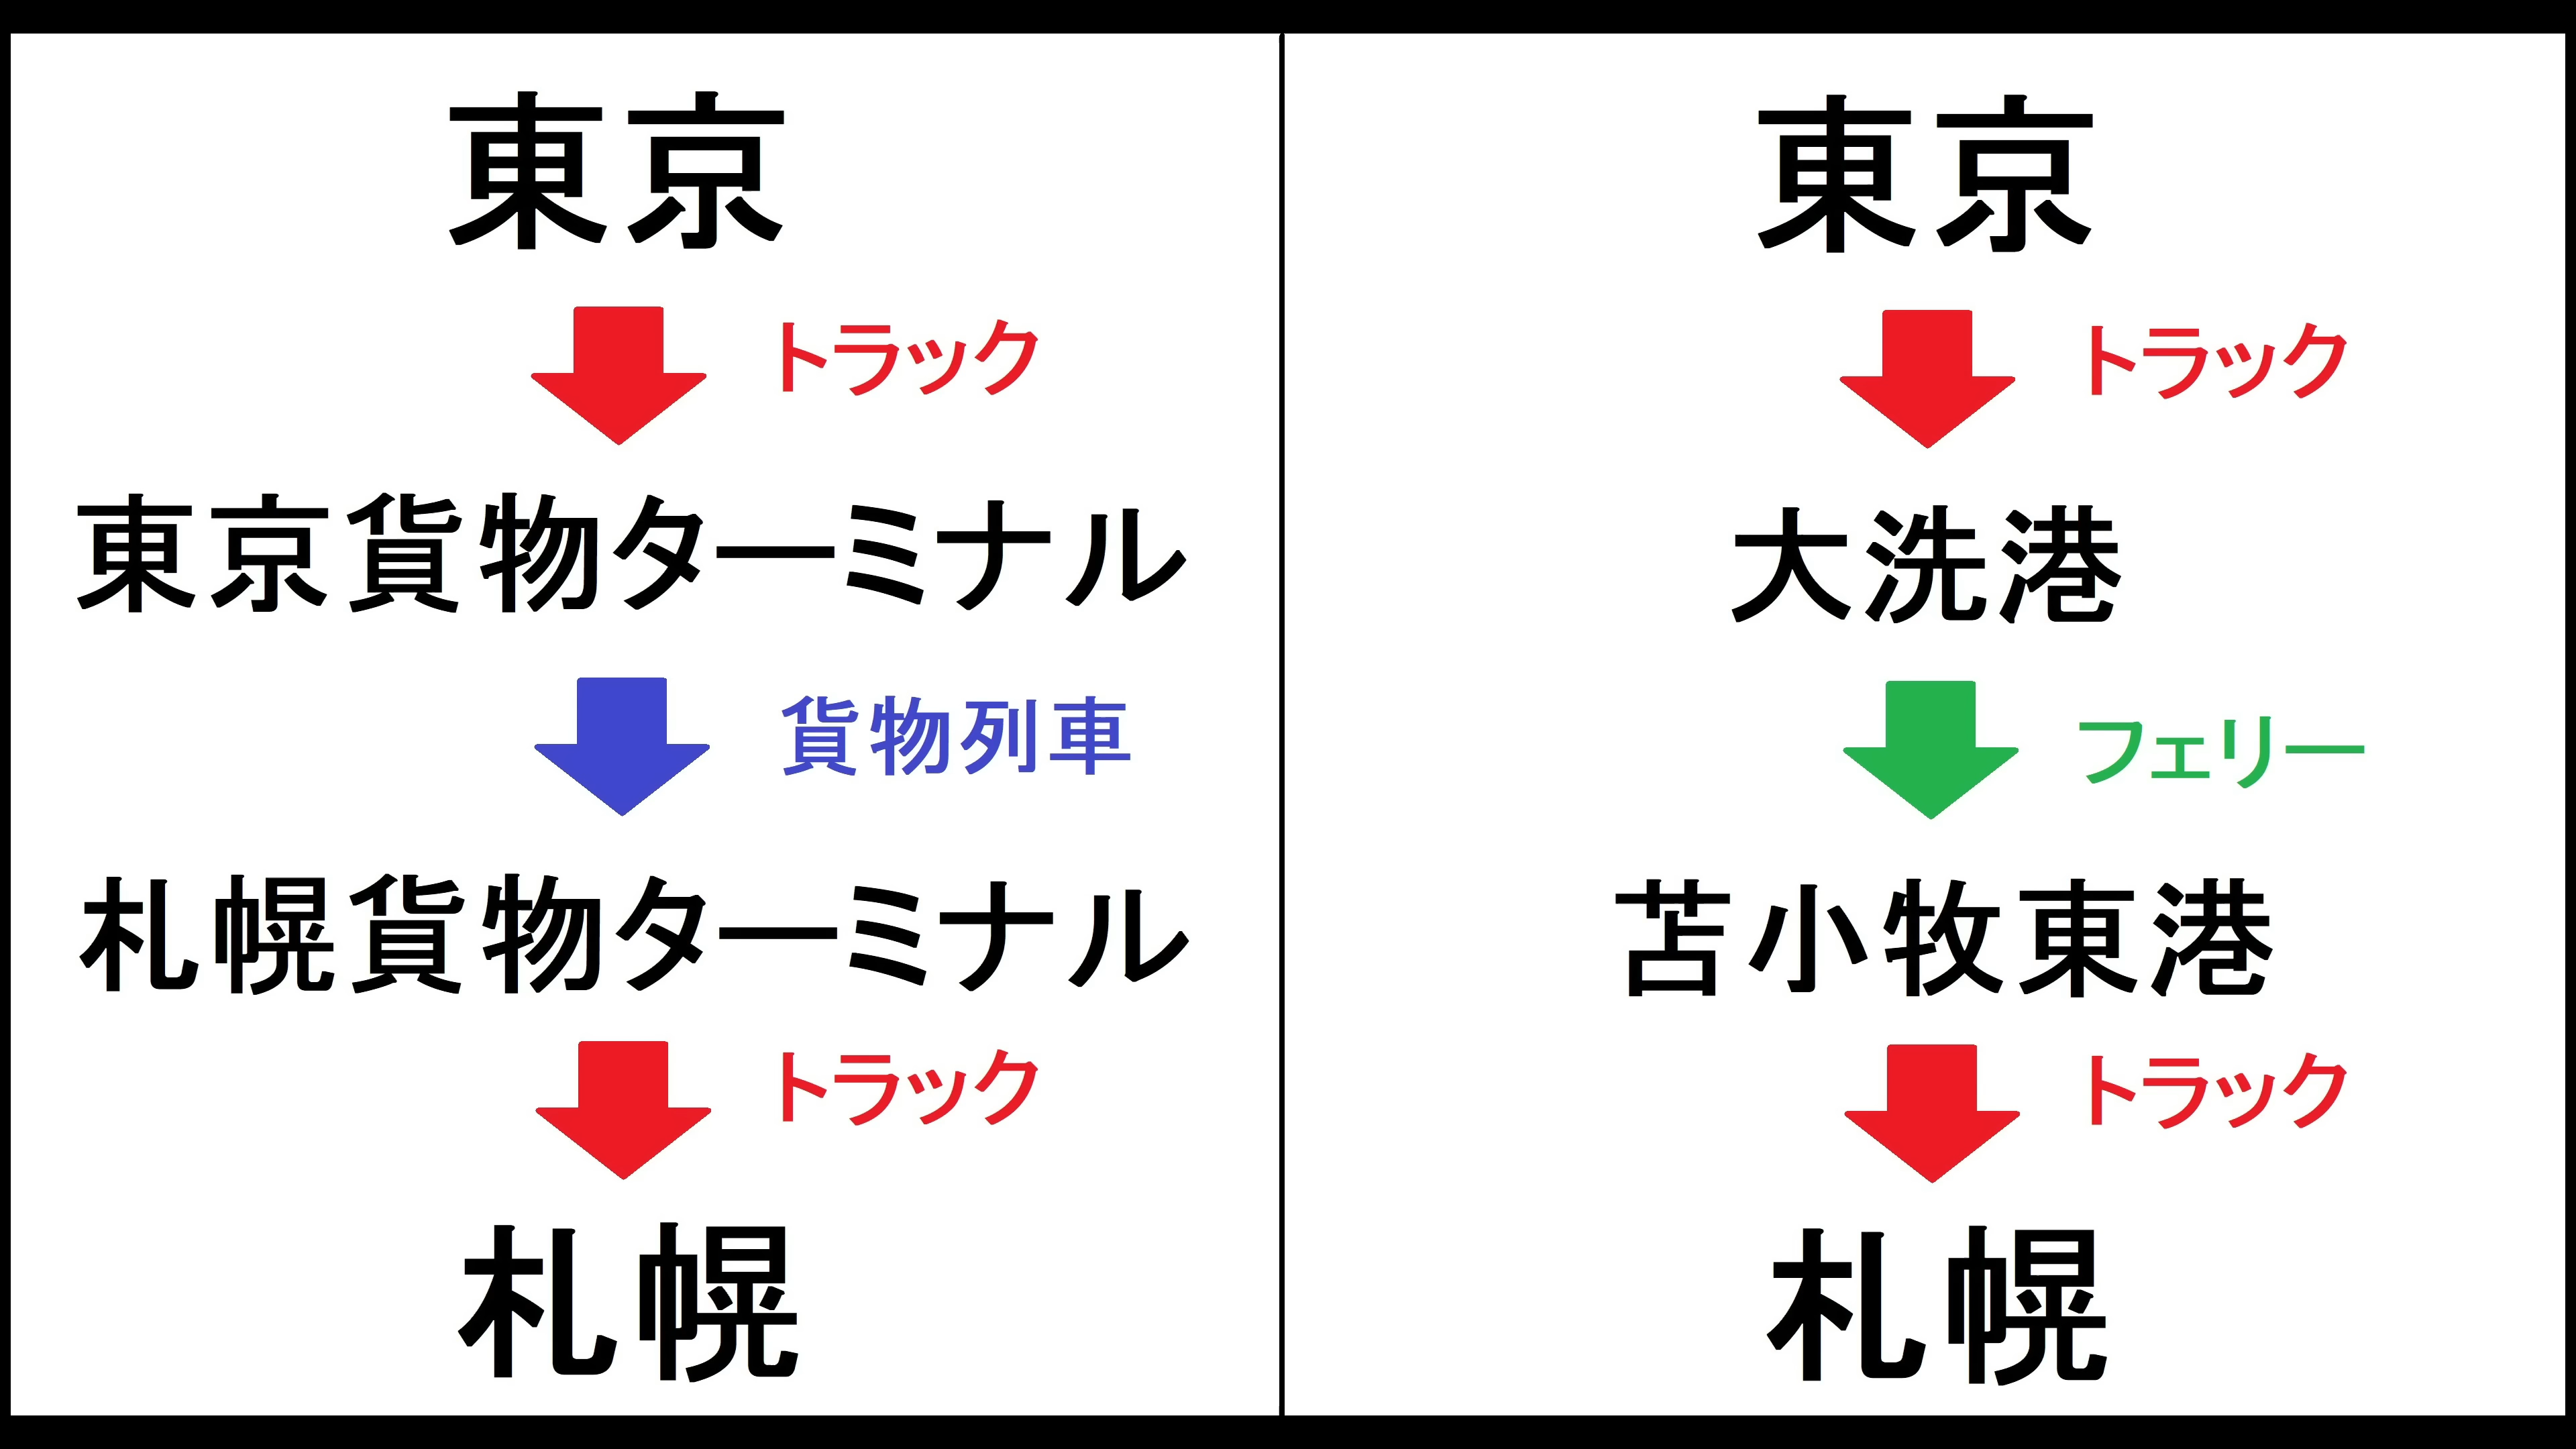 東京
トラック
東京貨物ターミナル
貨物列車
札幌貨物ターミナル
トラック
札幌
東京
トラック
大洗港
フェリー
苫小牧東港
トラック
札幌